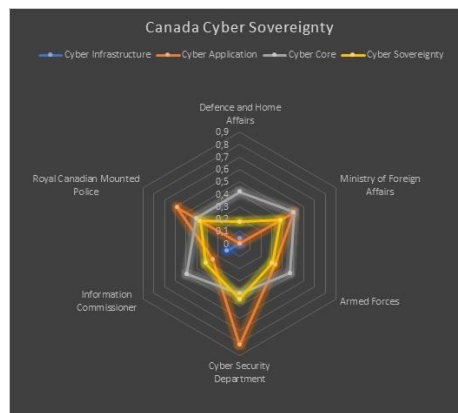 Canada Cyber Sovereignty
Cyber Infrastructure Cyber Application Cyber Core Cyber Sovereignty
Defence and Home
Affairs
0,9
0,8
0,7
0,6
0,5
0,4
0,3
0,2
0,1
0
Royal Canadian Mounted
Police
Ministry of Foreign
Affairs
Information
Commissioner
Armed Forces
Cyber Security
Department